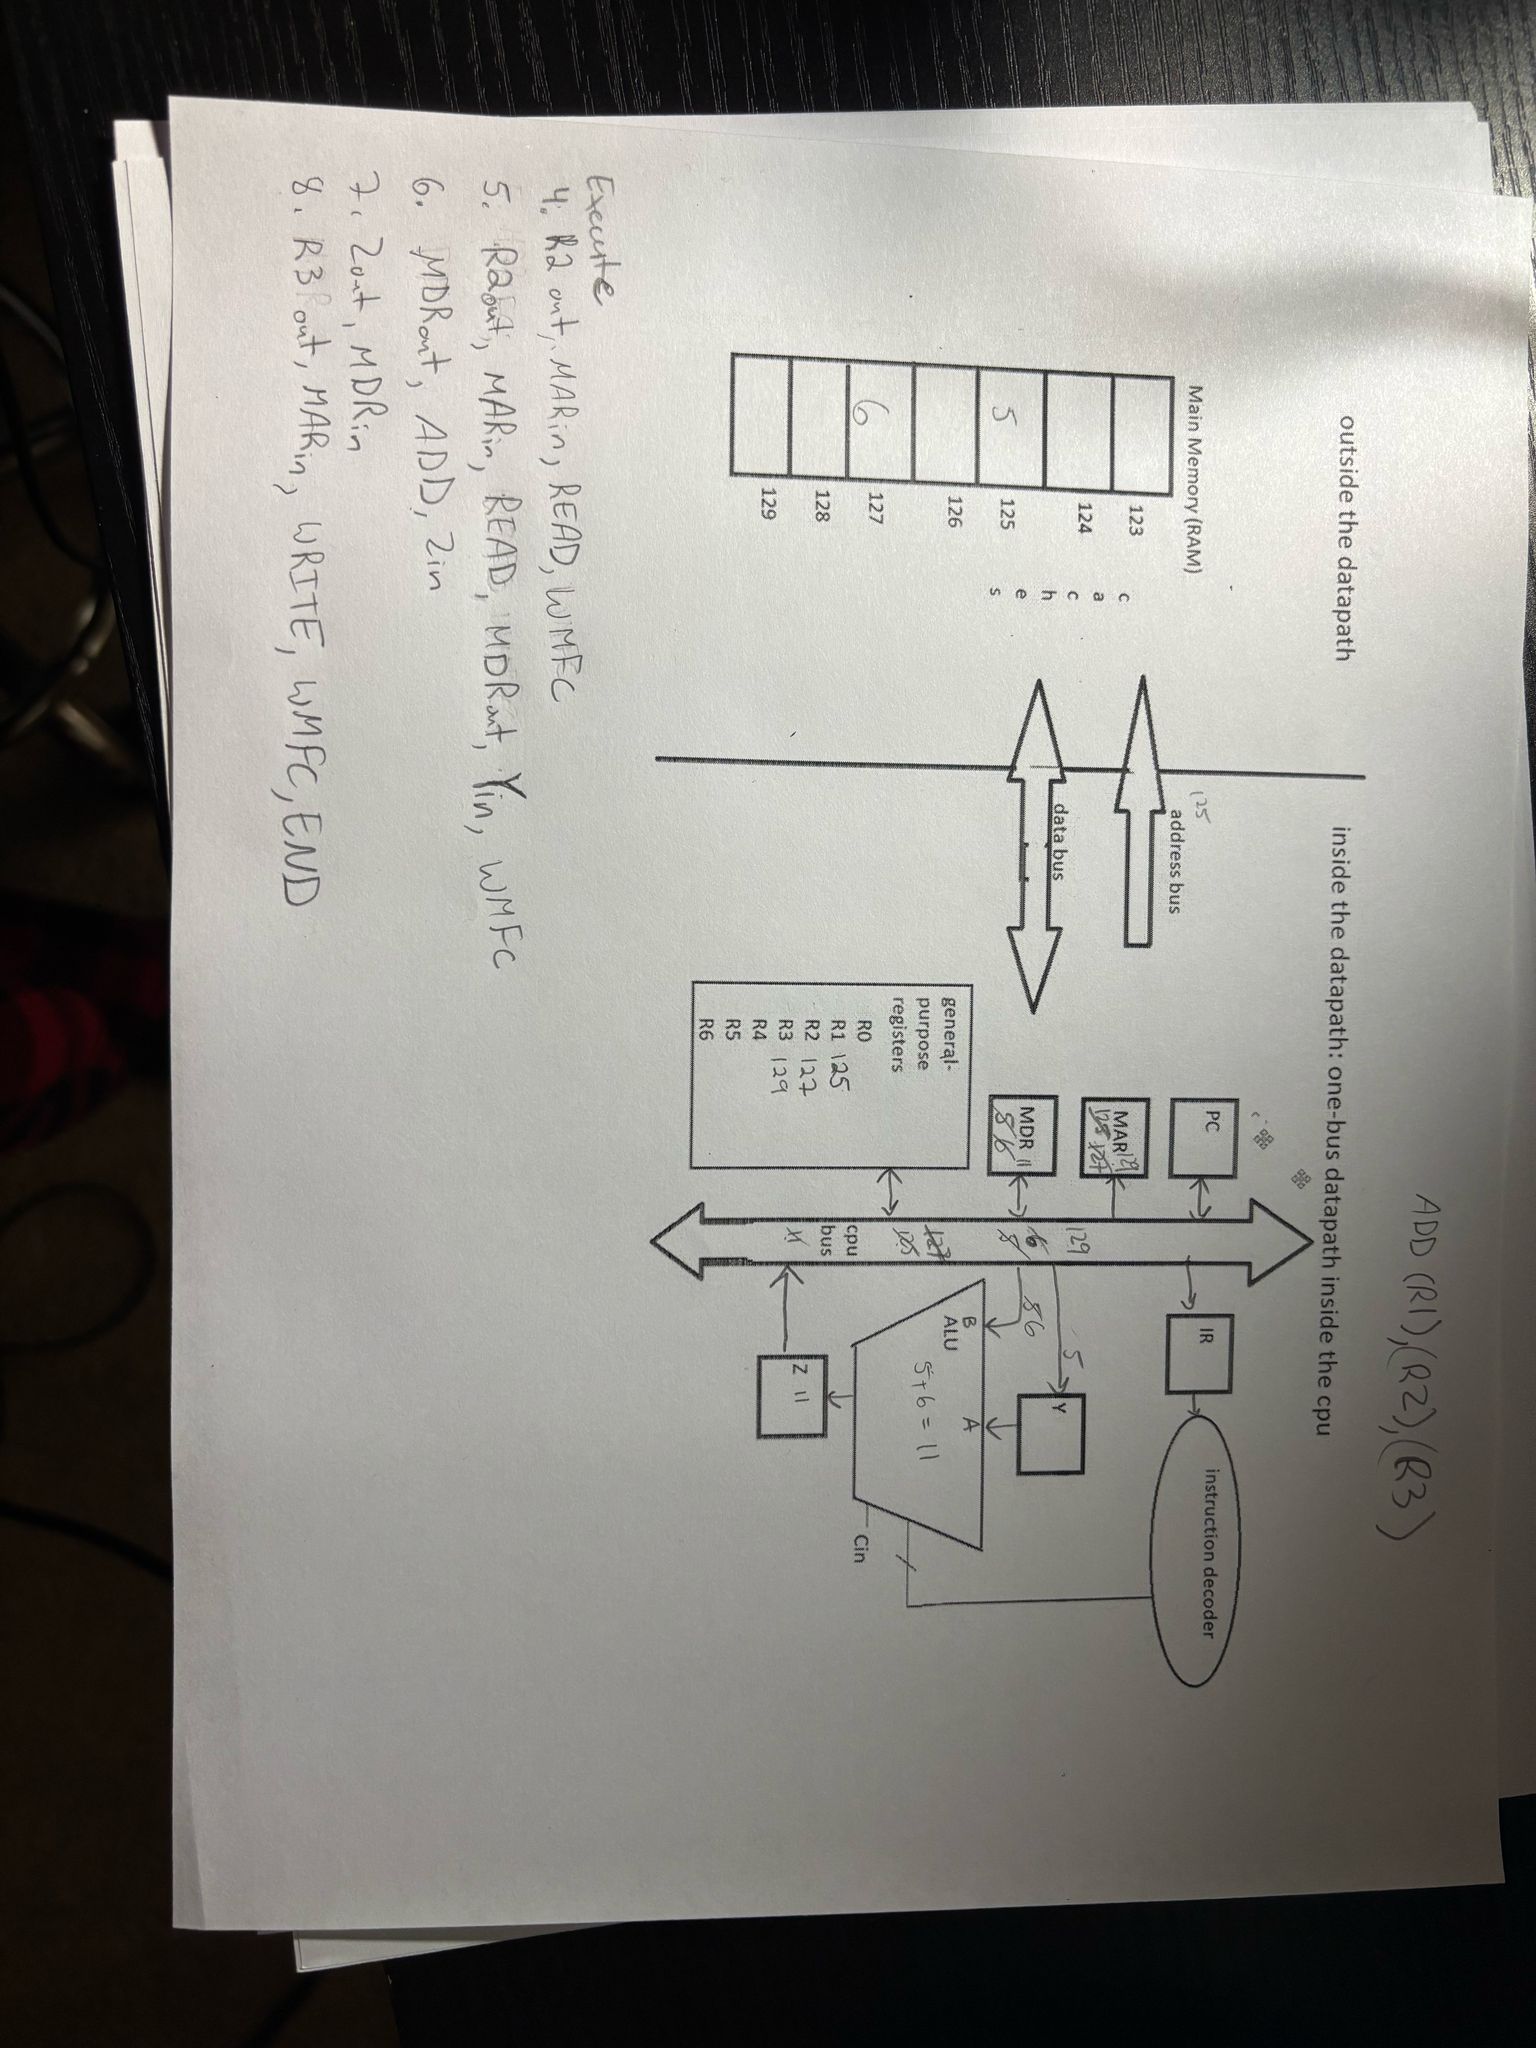 ADD (R1),(R2),(R3)
outside the datapath
inside the datapath: one-bus datapath inside the cpu
Main Memory (RAM)
123
124
5 125
126
6 127
128
129
c
a
c
h
e
s
125
address bus
data bus
PC
MAR 129
125 127
MDR 11
5 6
general-
purpose
registers
R0
R1 125
R2 127
R3 129
R4
R5
R6
129
6
5
127
125
cpu
bus
11
IR
instruction decoder
Y
5
6
B
A
ALU
5+6=11
Z 11
Cin
Execute
4. R2 out, MARin, READ, WMFC
5. R2out, MARin, READ, MDRout, Yin, WMFC
6. MDRout, ADD, Zin
7. Zout, MDRin
8. R3out, MARin, WRITE, WMFC, END